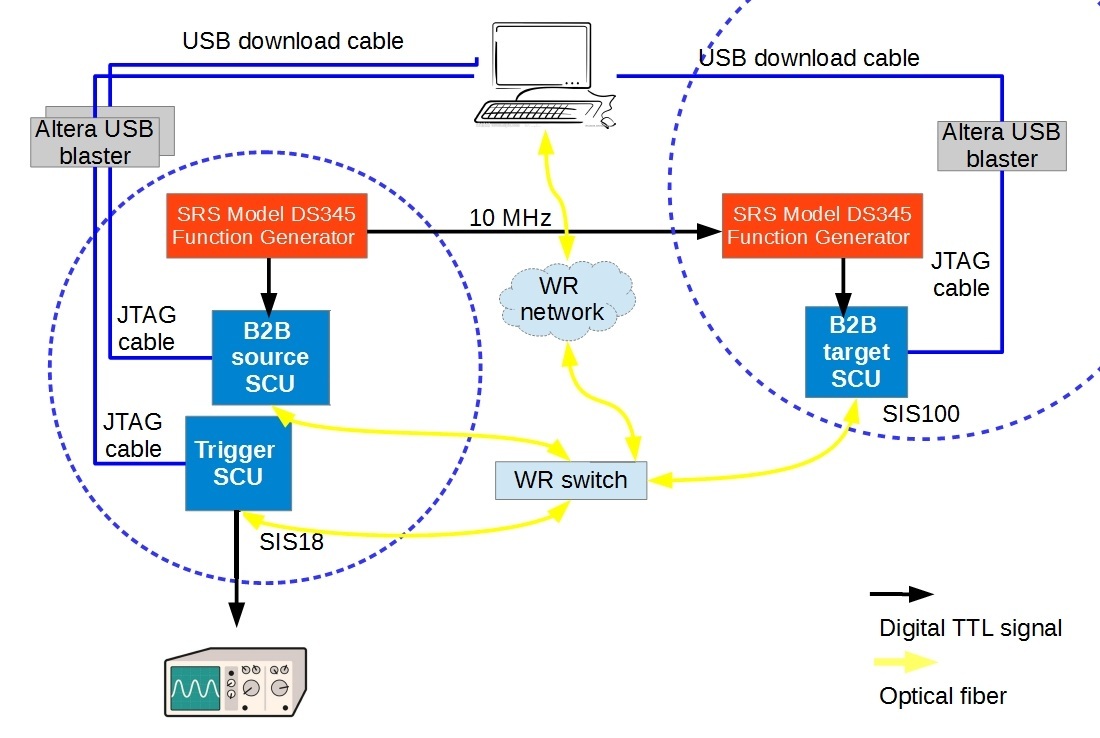 USB download cable
USB download cable
Altera USB
blaster
Altera USB
blaster
SRS Model DS345
Function Generator
10 MHz
SRS Model DS345
Function Generator
WR
network
JTAG
cable
JTAG
cable
B2B
source
SCU
B2B
target
SCU
JTAG
cable
Trigger
SCU
SIS100
WR switch
SIS18
Digital TTL signal
Optical fiber